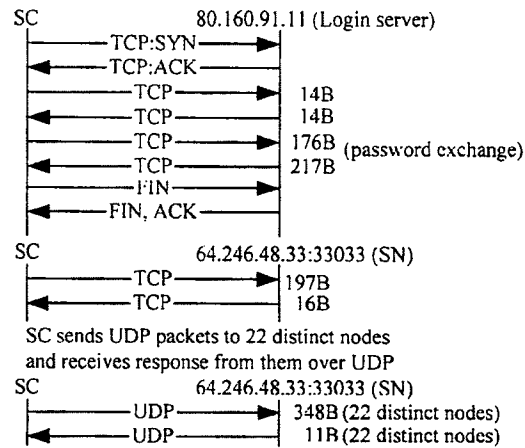 SC 80.160.91.11 (Login server)
TCP:SYN
TCP:ACK
TCP 14B
TCP 14B
TCP 176B
(password exchange)
TCP 217B
FIN
FIN, ACK
SC 64.246.48.33:33033 (SN)
TCP 197B
TCP 16B
SC sends UDP packets to 22 distinct nodes
and receives response from them over UDP
SC 64.246.48.33:33033 (SN)
UDP 348B (22 distinct nodes)
UDP 11B (22 distinct nodes)